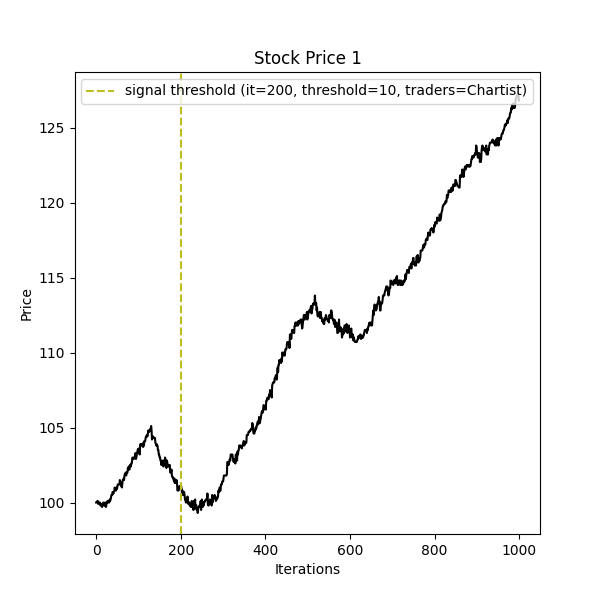 Stock Price 1
signal threshold (it=200, threshold=10, traders=Chartist)
125
120
115
110
105
100
Price
0 200 400 600 800 1000
Iterations